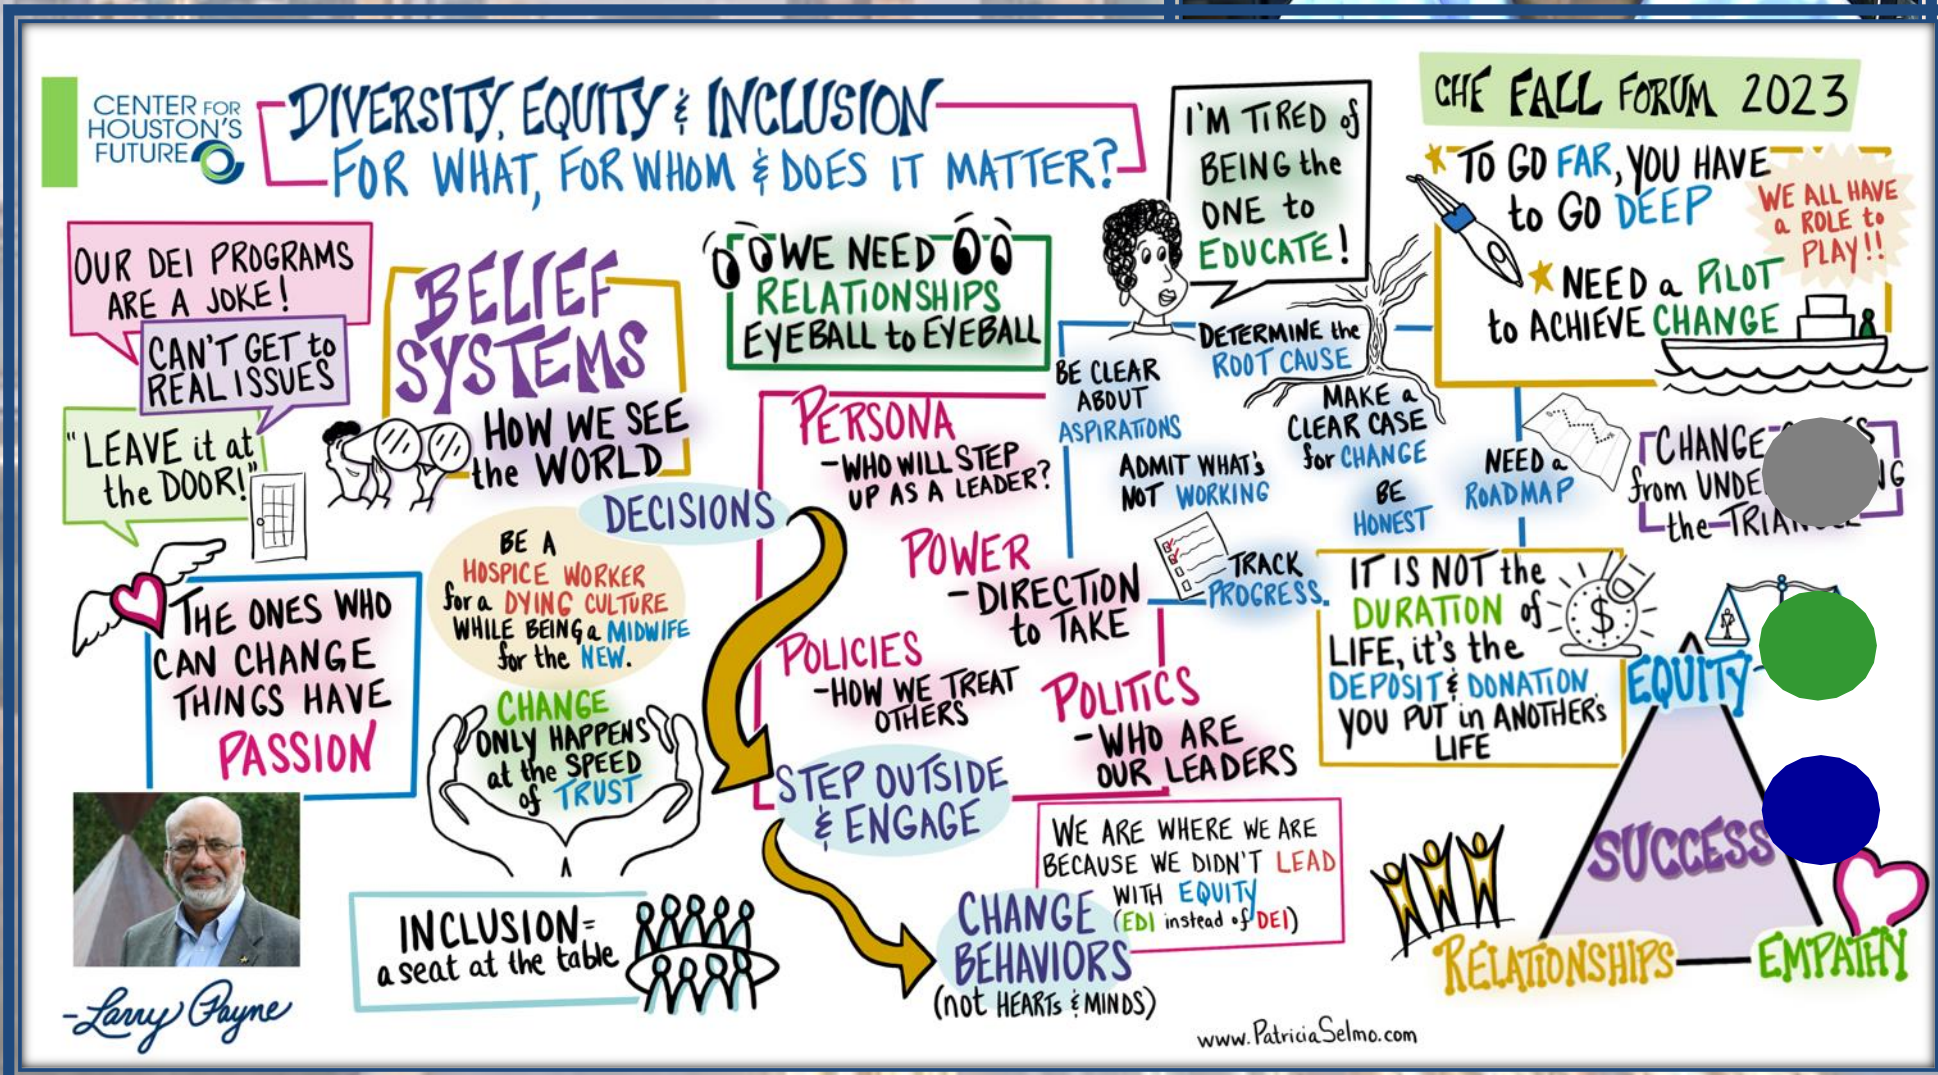 CENTER FOR
HOUSTON'S
FUTURE
DIVERSITY, EQUITY & INCLUSION
FOR WHAT, FOR WHOM & DOES IT MATTER?
I'M TIRED of
BEING the
ONE to
EDUCATE!
CHF FALL FORUM 2023
TO GO FAR, YOU HAVE
to GO DEEP
WE ALL HAVE
a ROLE to
PLAY!!
NEED a PILOT
to ACHIEVE CHANGE
OUR DEI PROGRAMS
ARE A JOKE!
CAN'T GET to
REAL ISSUES
"LEAVE it at
the DOOR!"
BELIEF
SYSTEMS
HOW WE SEE
the WORLD
WE NEED
RELATIONSHIPS
EYEBALL to EYEBALL
DETERMINE the
ROOT CAUSE
BE CLEAR
ABOUT
ASPIRATIONS
MAKE a
CLEAR CASE
for CHANGE
ADMIT WHAT'S
NOT WORKING
BE
HONEST
NEED a
ROADMAP
TRACK
PROGRESS.
CHANGE
from
the
DECISIONS
PERSONA
-WHO WILL STEP
UP AS A LEADER?
POWER
- DIRECTION
to TAKE
POLICIES
-HOW WE TREAT
OTHERS
POLITICS
- WHO ARE
OUR LEADERS
BE A
HOSPICE WORKER
for a DYING CULTURE
WHILE BEING a MIDWIFE
for the NEW.
THE ONES WHO
CAN CHANGE
THINGS HAVE
PASSION
CHANGE
ONLY HAPPENS
at the SPEED
of TRUST
IT IS NOT the
DURATION of
LIFE, it's the
DEPOSIT & DONATION
YOU PUT in ANOTHER'S
LIFE
$
STEP OUTSIDE
& ENGAGE
WE ARE WHERE WE ARE
BECAUSE WE DIDN'T LEAD
WITH EQUITY
(EDI instead of DEI)
CHANGE
BEHAVIORS
(not HEARTS & MINDS)
INCLUSION=
a seat at the table
EQUITY
SUCCESS
RELATIONSHIPS
EMPATHY
-Larry Payne
www.PatriciaSelmo.com